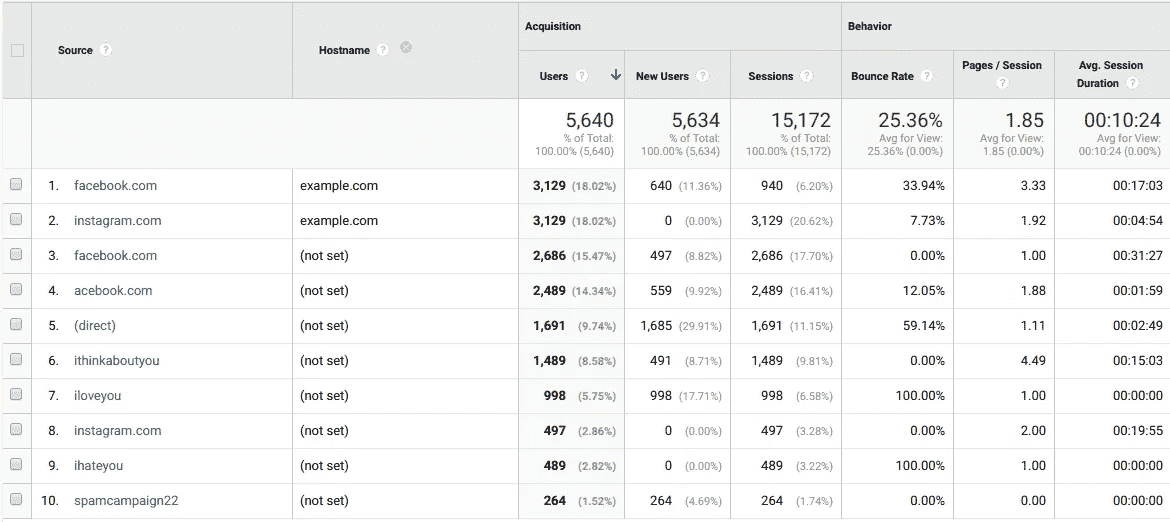 Acquisition Behavior
Source ? Hostname ?
Users ? New Users ? Sessions ? Bounce Rate ? Pages / Session ? Avg. Session Duration ?
5,640 5,634 15,172 25.36% 1.85 00:10:24
% of Total: % of Total: % of Total: Avg for View: Avg for View: Avg for View:
100.00% (5,640) 100.00% (5,634) 100.00% (15,172) 25.36% (0.00%) 1.85 (0.00%) 00:10:24 (0.00%)
1. facebook.com example.com 3,129 (18.02%) 640 (11.36%) 940 (6.20%) 33.94% 3.33 00:17:03
2. instagram.com example.com 3,129 (18.02%) 0 (0.00%) 3,129 (20.62%) 7.73% 1.92 00:04:54
3. facebook.com (not set) 2,686 (15.47%) 497 (8.82%) 2,686 (17.70%) 0.00% 1.00 00:31:27
4. acebook.com (not set) 2,489 (14.34%) 559 (9.92%) 2,489 (16.41%) 12.05% 1.88 00:01:59
5. (direct) (not set) 1,691 (9.74%) 1,685 (29.91%) 1,691 (11.15%) 59.14% 1.11 00:02:49
6. ithinkaboutyou (not set) 1,489 (8.58%) 491 (8.71%) 1,489 (9.81%) 0.00% 4.49 00:15:03
7. iloveyou (not set) 998 (5.75%) 998 (17.71%) 998 (6.58%) 100.00% 1.00 00:00:00
8. instagram.com (not set) 497 (2.86%) 0 (0.00%) 497 (3.28%) 0.00% 2.00 00:19:55
9. ihateyou (not set) 489 (2.82%) 0 (0.00%) 489 (3.22%) 100.00% 1.00 00:00:00
10. spamcampaign22 (not set) 264 (1.52%) 264 (4.69%) 264 (1.74%) 0.00% 0.00 00:00:00